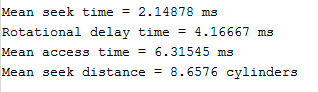 Mean seek time = 2.14878 ms
Rotational delay time = 4.16667 ms
Mean access time = 6.31545 ms
Mean seek distance = 8.6576 cylinders